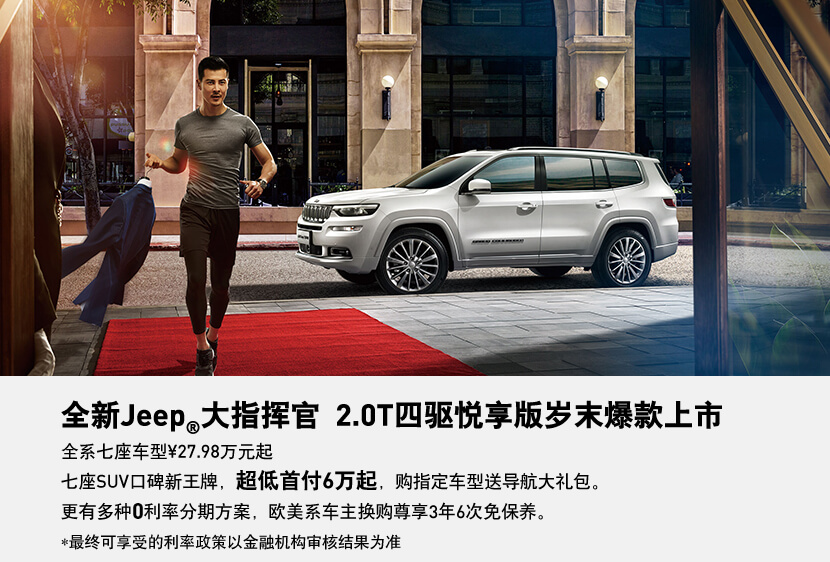 全新Jeep®大指挥官 2.0T四驱悦享版岁末爆款上市
全系七座车型¥27.98万元起
七座SUV口碑新王牌，超低首付6万起，购指定车型送导航大礼包。
更有多种0利率分期方案，欧美系车主换购尊享3年6次免保养。
*最终可享受的利率政策以金融机构审核结果为准